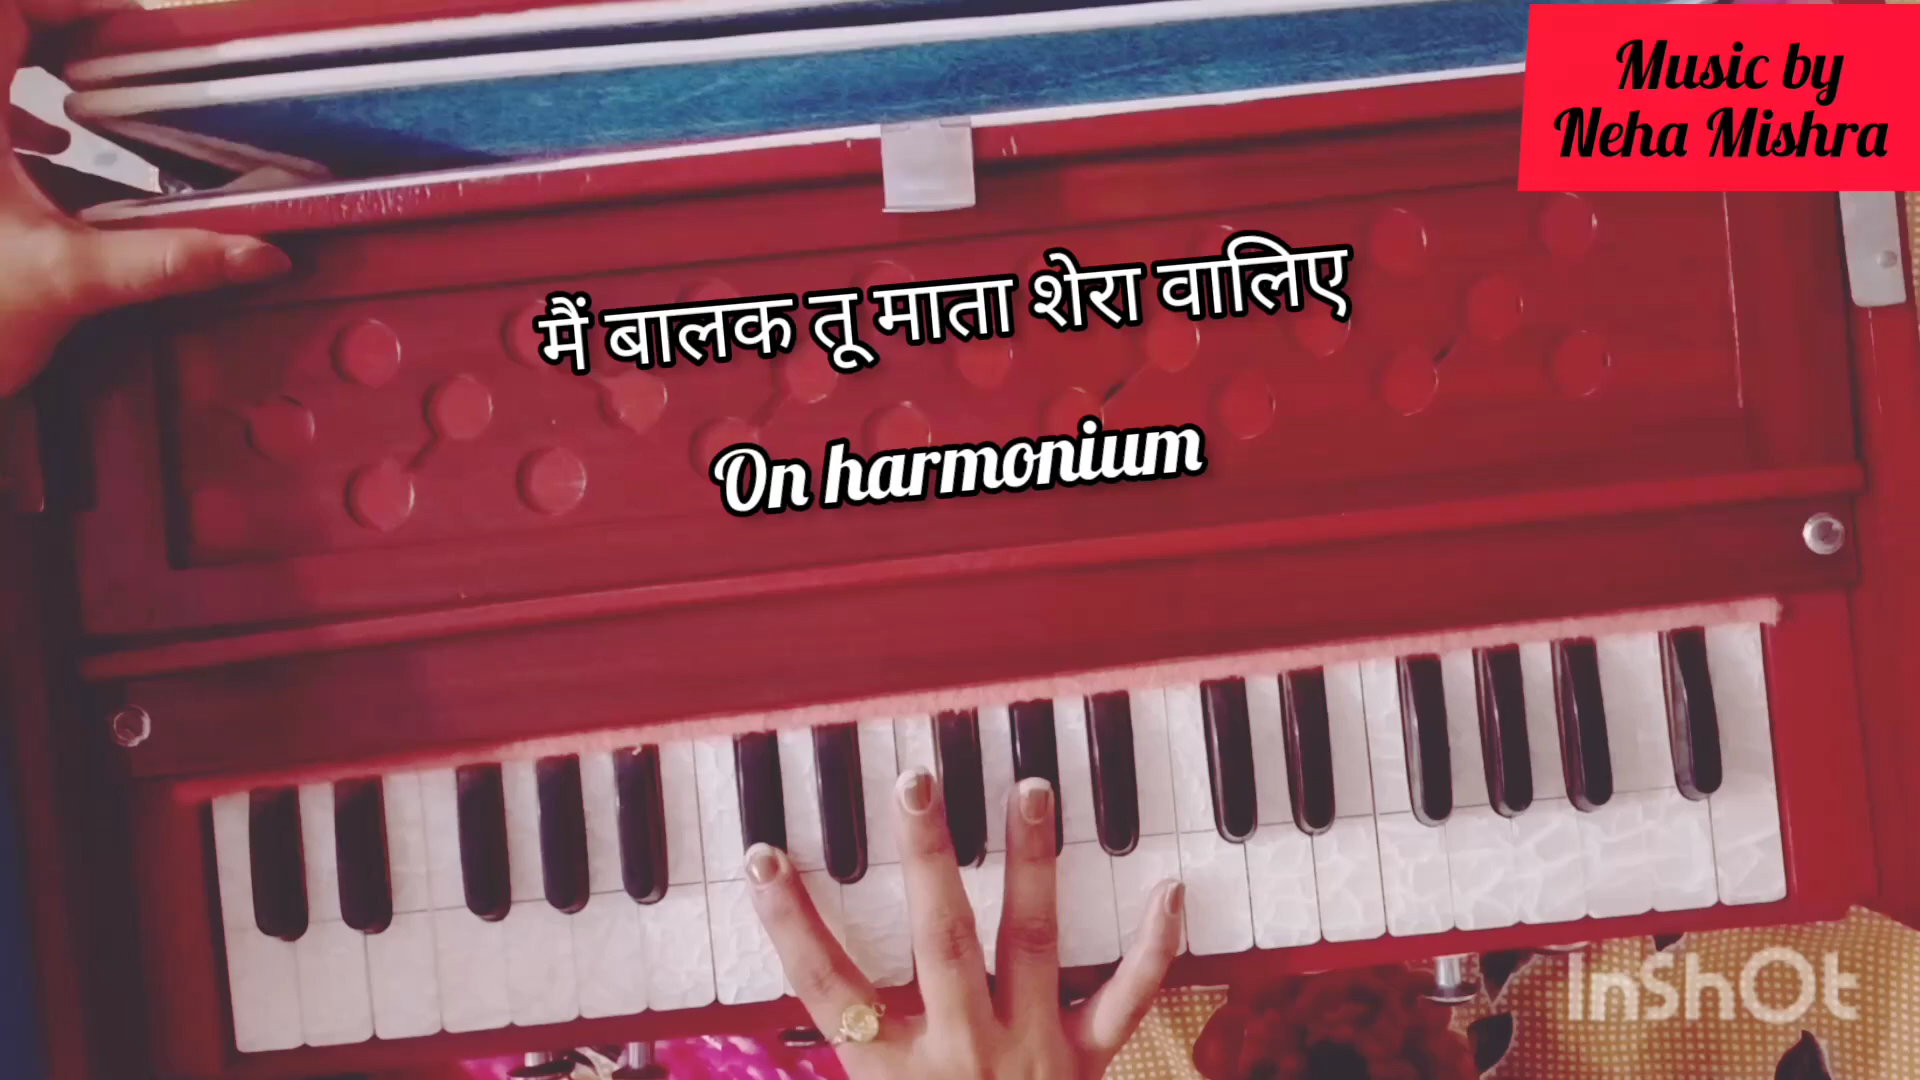 Music by
Neha Mishra
मैं बालक तू माता शेरा वालिए
On harmonium
InShOt